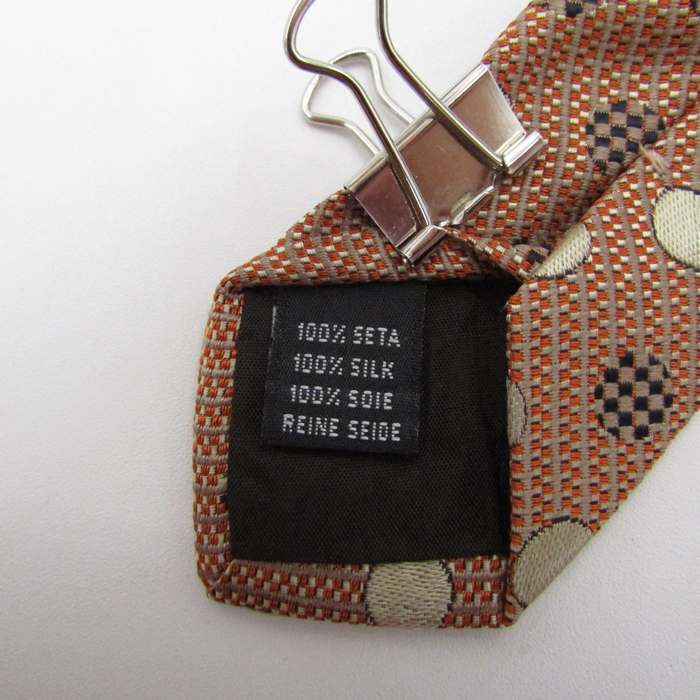 100% SETA
100% SILK
100% SOIE
REINE SEIDE